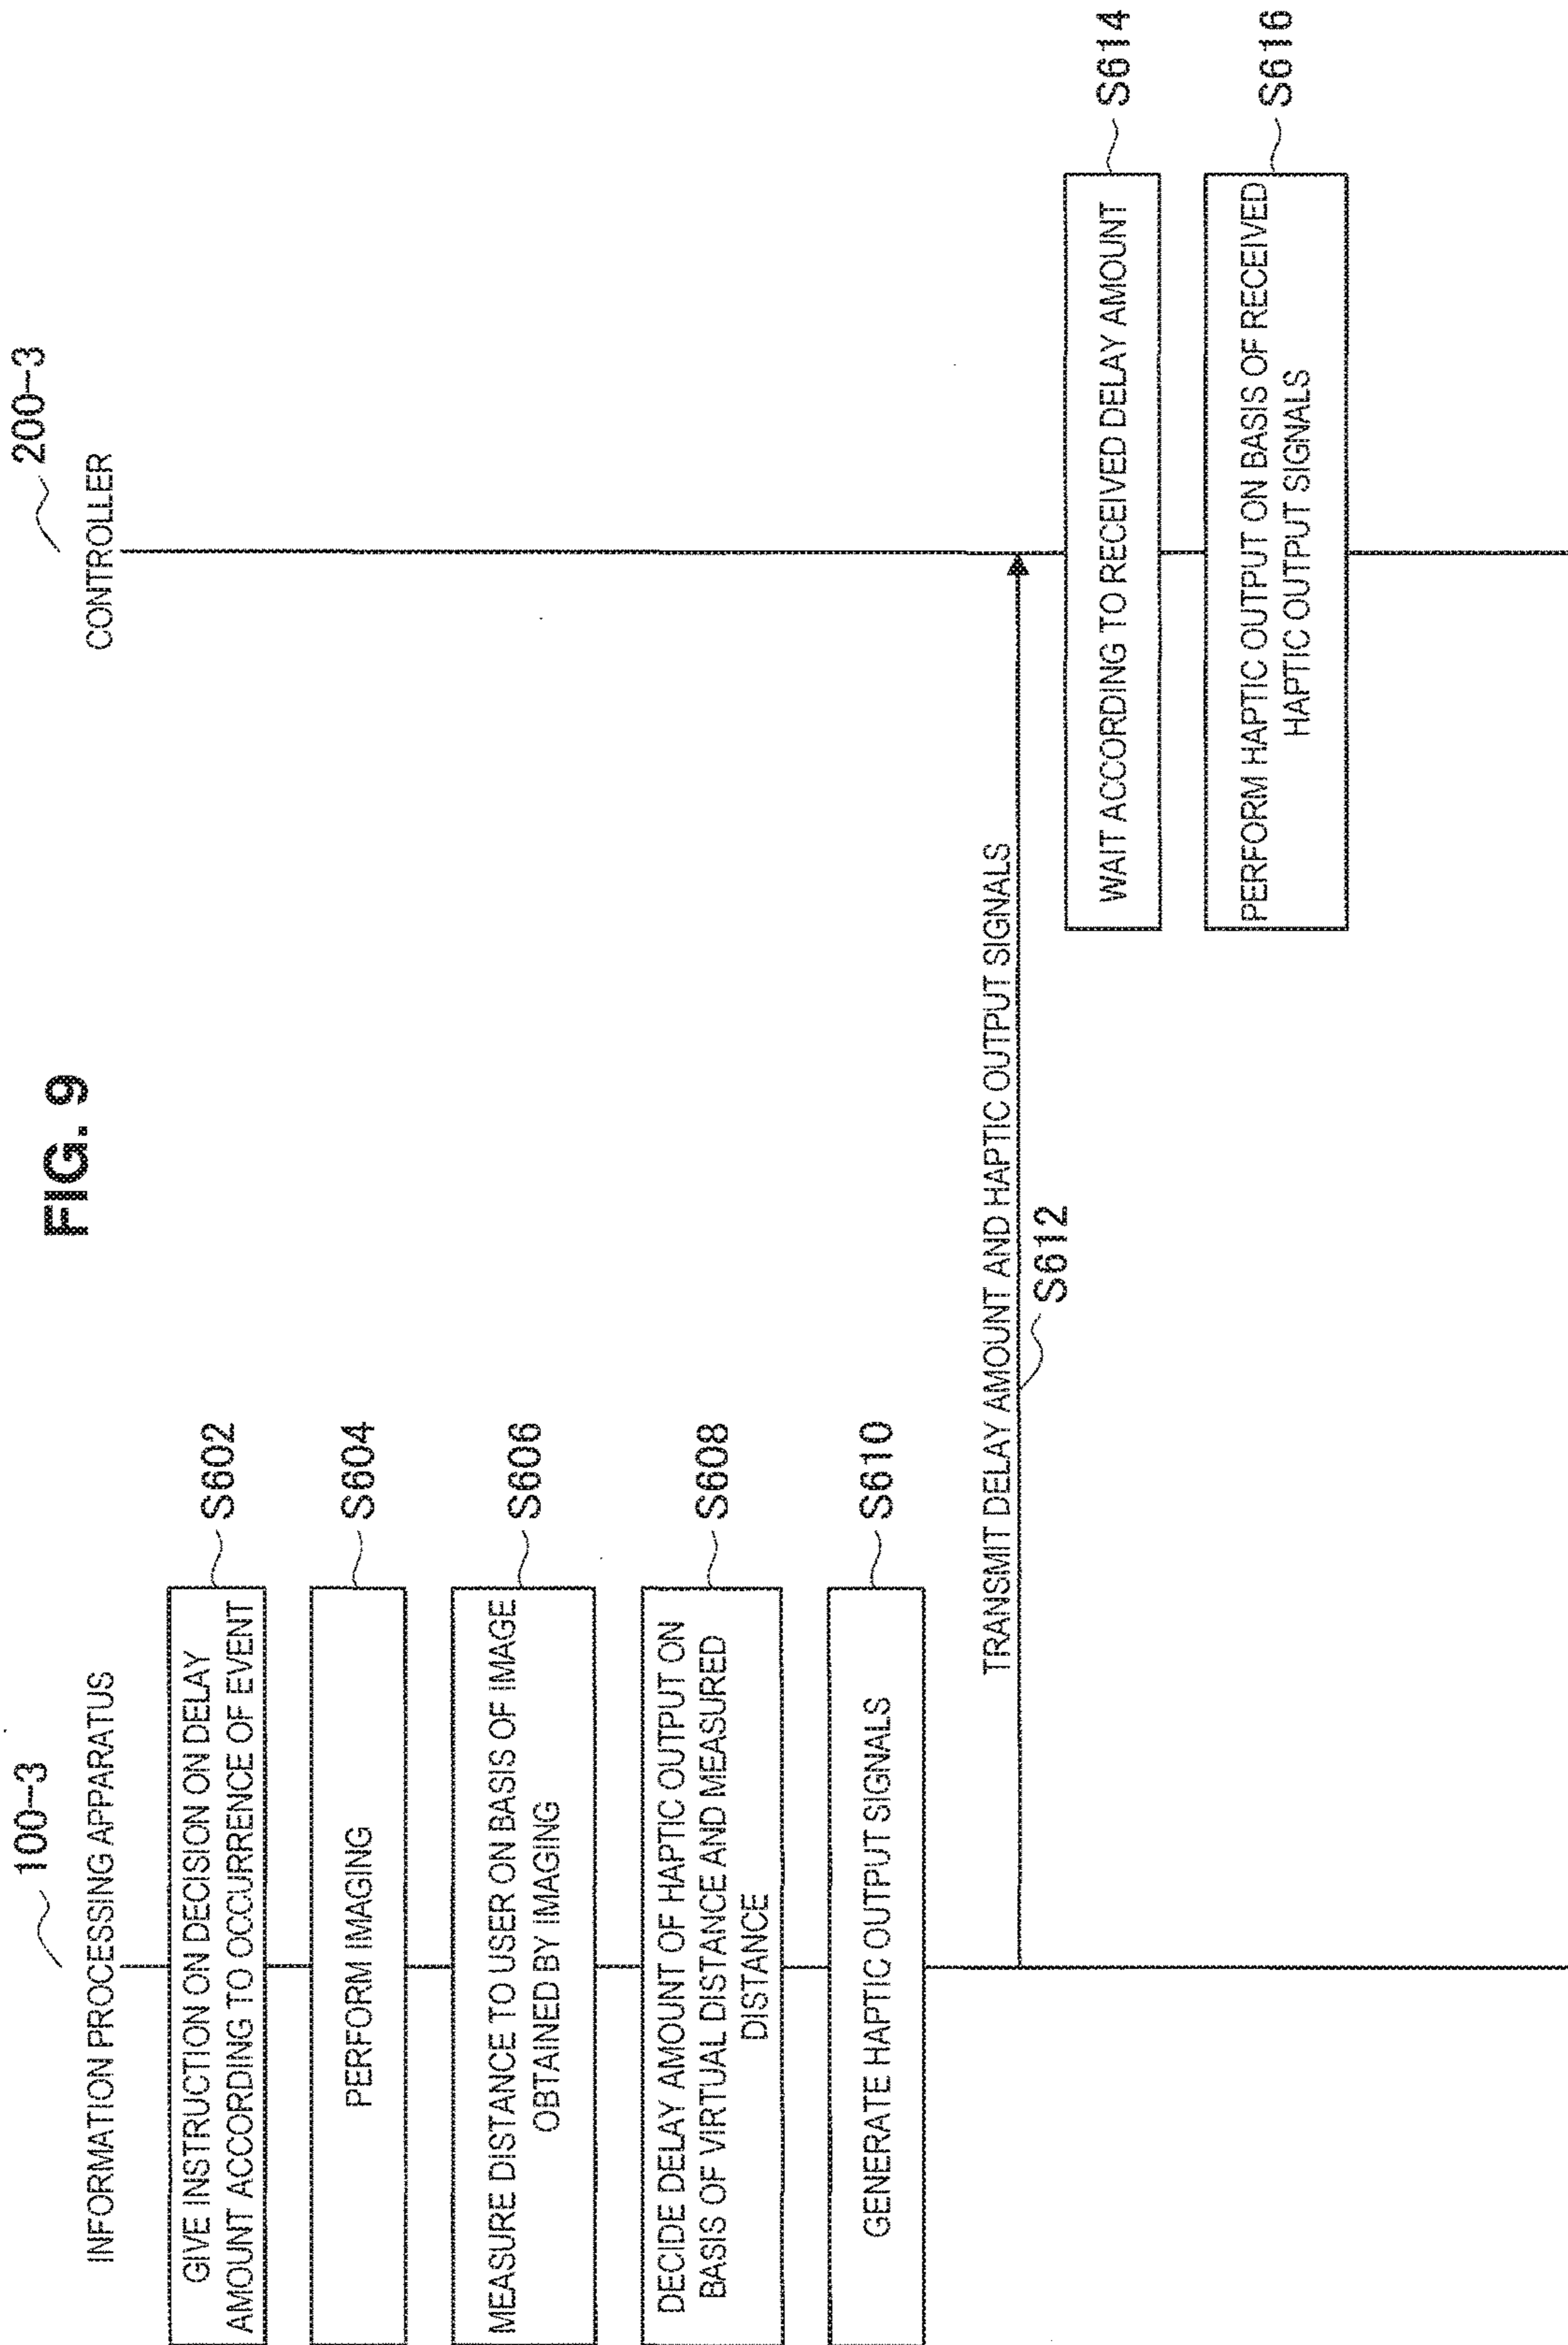 FIG. 9
100-3
INFORMATION PROCESSING APPARATUS
200-3
CONTROLLER
GIVE INSTRUCTION ON DECISION ON DELAY
AMOUNT ACCORDING TO OCCURRENCE OF EVENT
S602
PERFORM IMAGING
S604
MEASURE DISTANCE TO USER ON BASIS OF IMAGE
OBTAINED BY IMAGING
S606
DECIDE DELAY AMOUNT OF HAPTIC OUTPUT ON
BASIS OF VIRTUAL DISTANCE AND MEASURED
DISTANCE
S608
GENERATE HAPTIC OUTPUT SIGNALS
S610
TRANSMIT DELAY AMOUNT AND HAPTIC OUTPUT SIGNALS
S612
WAIT ACCORDING TO RECEIVED DELAY AMOUNT
S614
PERFORM HAPTIC OUTPUT ON BASIS OF RECEIVED
HAPTIC OUTPUT SIGNALS
S616